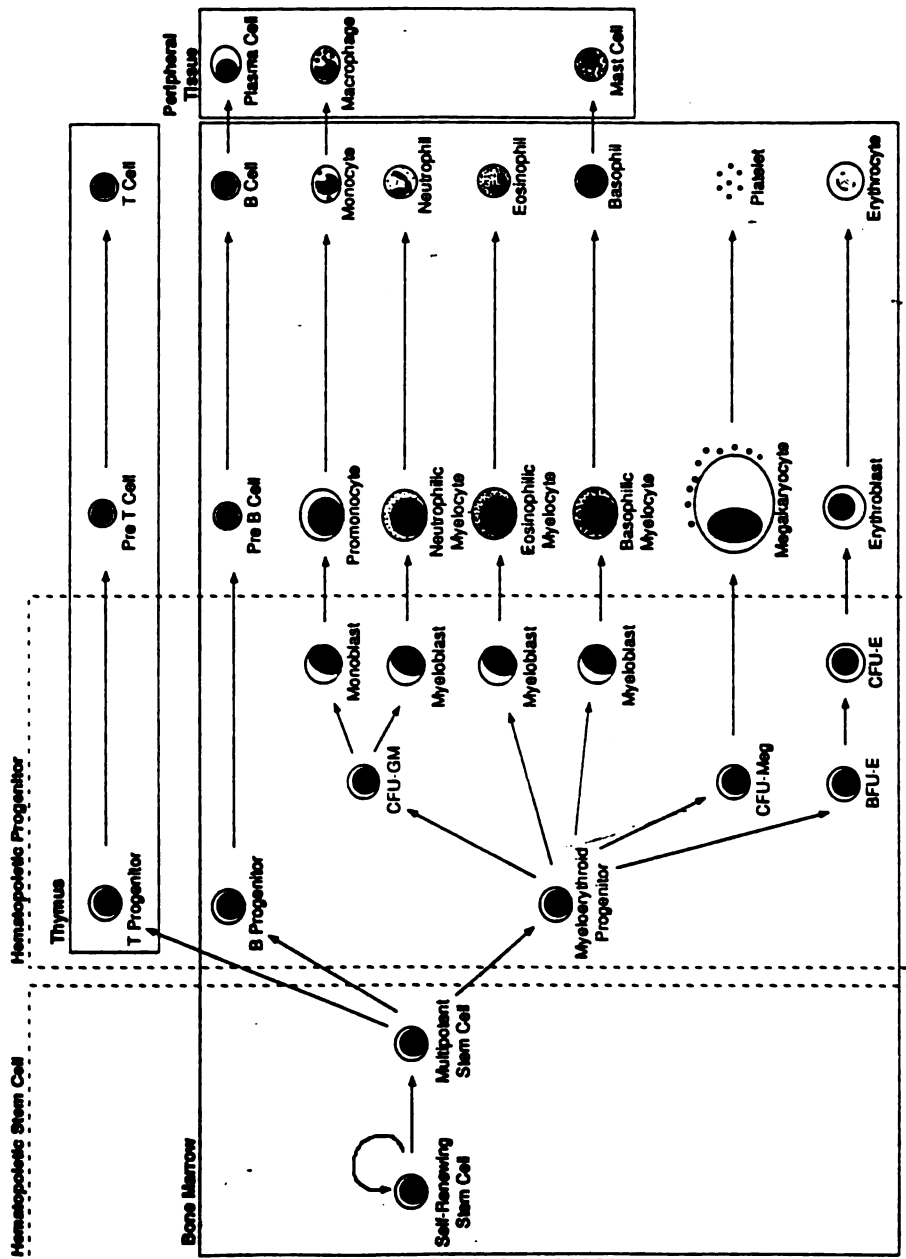 Hematopoietic Stem Cell
Hematopoietic Progenitor
Thymus
T Progenitor
Pre T Cell
T Cell
Peripheral
Tissue
Bone Marrow
B Progenitor
Pre B Cell
B Cell
Plasma Cell
Monoblast
Promonocyte
Monocyte
Macrophage
CFU-GM
Myeloblast
Neutrophilic
Myelocyte
Neutrophil
Self-Renewing
Stem Cell
Multipotent
Stem Cell
Myeloblast
Eosinophilic
Myelocyte
Eosinophil
Myeloerythroid
Progenitor
Myeloblast
Basophilic
Myelocyte
Basophil
Mast Cell
CFU-Meg
Megakaryocyte
Platelet
BFU-E
CFU-E
Erythroblast
Erythrocyte